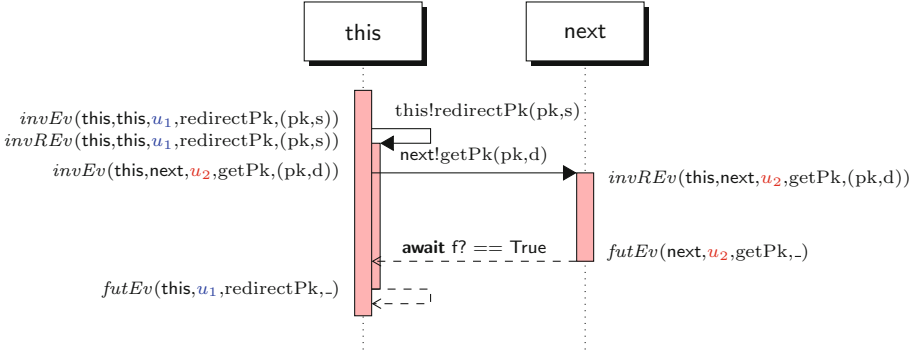 this
next
this!redirectPk(pk,s)
invEv(this,this,u1,redirectPk,(pk,s))
invREv(this,this,u1,redirectPk,(pk,s))
next!getPk(pk,d)
invEv(this,next,u2,getPk,(pk,d))
invREv(this,next,u2,getPk,(pk,d))
await f? == True
futEv(next,u2,getPk,_)
futEv(this,u1,redirectPk,_)